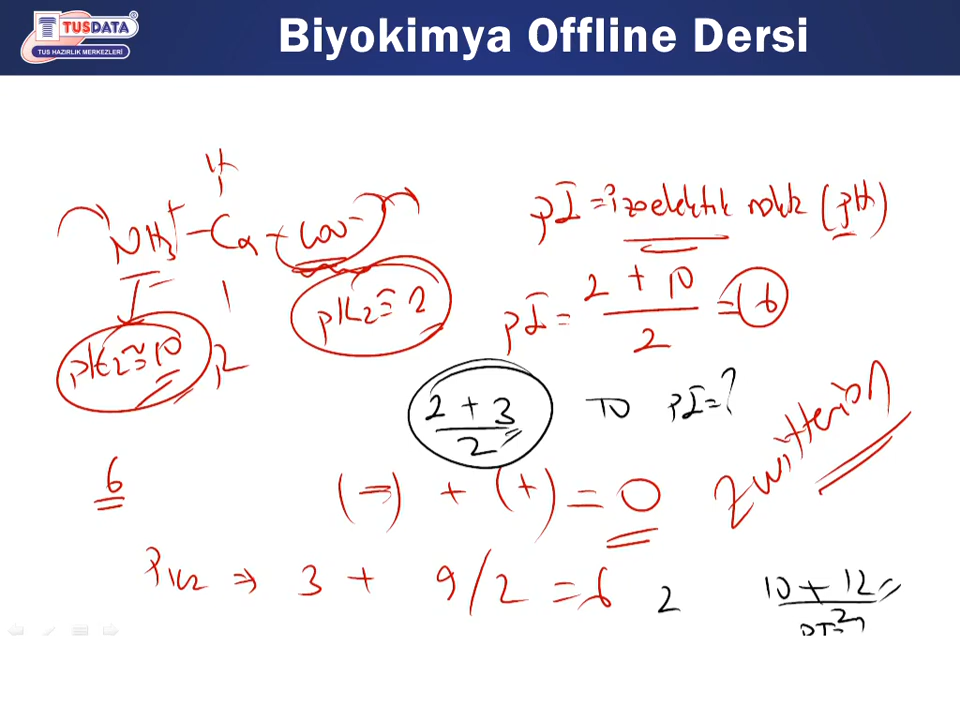 TUSDATA
TUS HAZIRLIK MERKEZLERİ
Biyokimya Offline Dersi
H
NH3+ - Cα - COO-
pI = izoelektrik nokta (pH)
pK2 ≈ 2
pI = 2 + 10 / 2 = 6
pK2 ≈ 10
2 + 3 / 2
pI = ?
zwitterion
6
(-) + (+) = 0
pK2 ⇒ 3 + 9/2 = 6
2
10 + 12 =
2